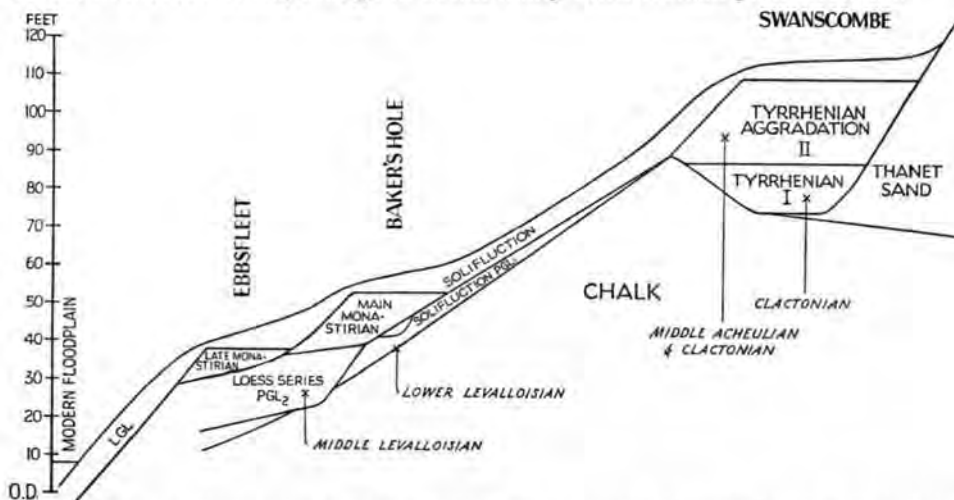 FEET
120
110
100
90
80
70
60
50
40
30
20
10
O.D.
MODERN FLOODPLAIN
LGL
EBBSFLEET
BAKER'S HOLE
SWANSCOMBE
LATE MONA-
STIRIAN
LOESS SERIES
PGL2
MAIN
MONA-
STIRIAN
SOLIFLUCTION
SOLIFLUCTION PGL
TYRRHENIAN
AGGRADATION
II
TYRRHENIAN
I
THANET
SAND
CHALK
CLACTONIAN
MIDDLE ACHEULIAN
& CLACTONIAN
LOWER LEVALLOISIAN
MIDDLE LEVALLOISIAN